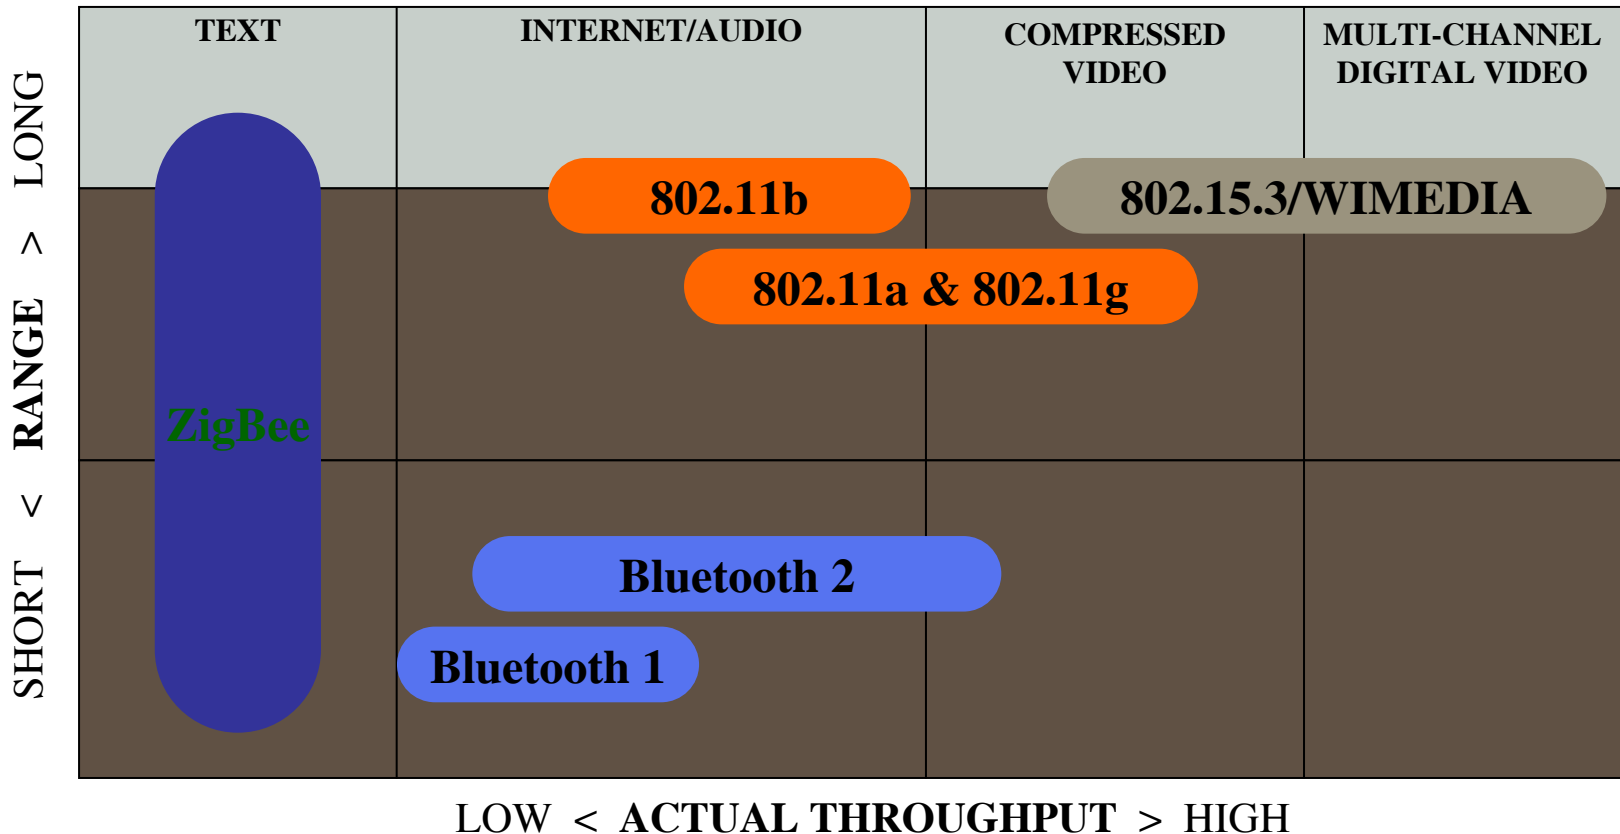 TEXT
INTERNET/AUDIO
COMPRESSED
VIDEO
MULTI-CHANNEL
DIGITAL VIDEO
SHORT < RANGE > LONG
802.11b
802.15.3/WIMEDIA
802.11a & 802.11g
ZigBee
Bluetooth 2
Bluetooth 1
LOW < ACTUAL THROUGHPUT > HIGH